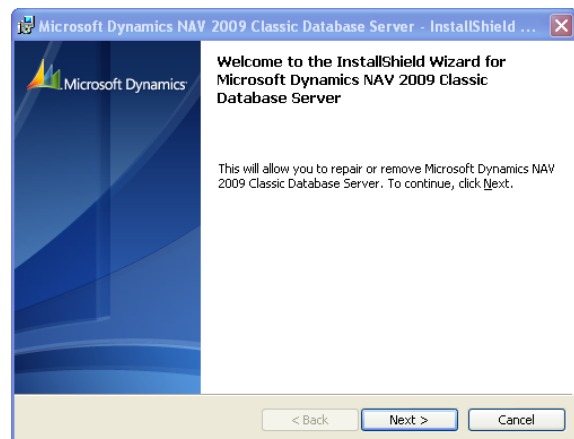 Microsoft Dynamics NAV 2009 Classic Database Server - InstallShield ...
Microsoft Dynamics
Welcome to the InstallShield Wizard for
Microsoft Dynamics NAV 2009 Classic
Database Server
This will allow you to repair or remove Microsoft Dynamics NAV
2009 Classic Database Server. To continue, click Next.
< Back
Next >
Cancel